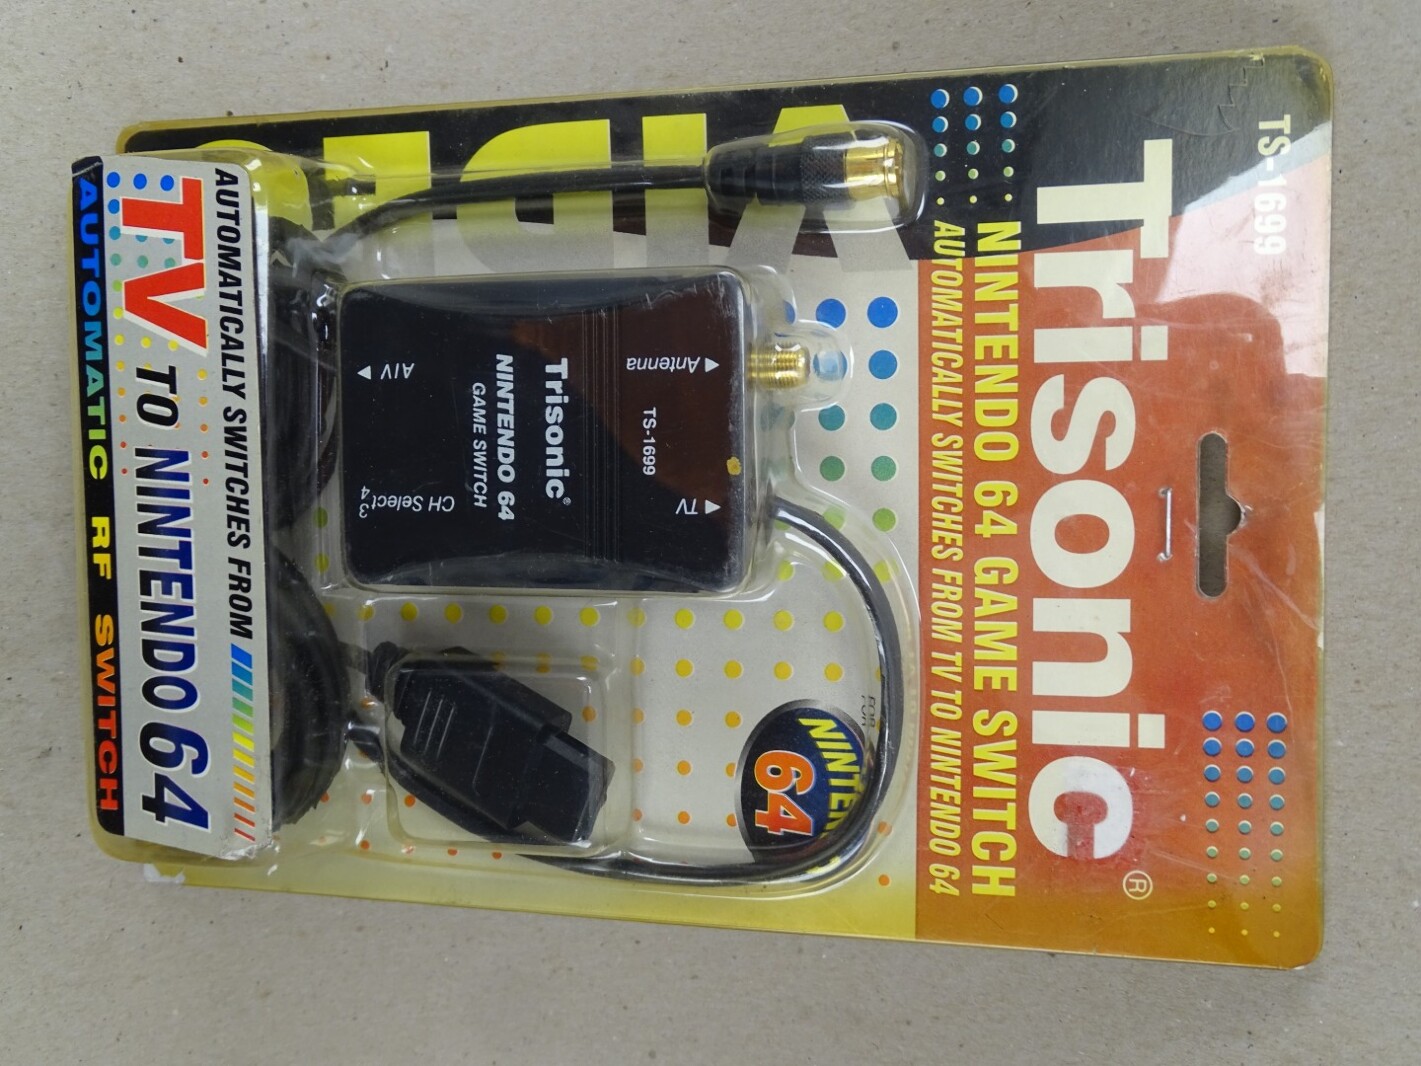 TS-1699
Trisonic®
NINTENDO 64 GAME SWITCH
AUTOMATICALLY SWITCHES FROM TV TO NINTENDO 64
Antenna
TV
TS-1699
Trisonic®
NINTENDO 64
GAME SWITCH
A/V
CH Select
3
4
FOR
64
AUTOMATICALLY SWITCHES FROM
TV TO NINTENDO 64
AUTOMATIC RF SWITCH